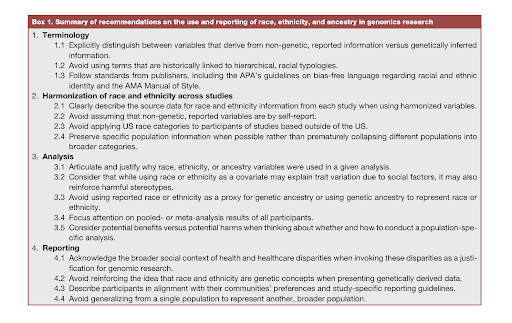 Box 1. Summary of recommendations on the use and reporting of race, ethnicity, and ancestry in genomics research
1. Terminology
1.1 Explicitly distinguish between variables that derive from non-genetic, reported information versus genetically inferred
information.
1.2 Avoid using terms that are historically linked to hierarchical, racial typologies.
1.3 Follow standards from publishers, including the APA's guidelines on bias-free language regarding racial and ethnic
identity and the AMA Manual of Style.
2. Harmonization of race and ethnicity across studies
2.1 Clearly describe the source data for race and ethnicity information from each study when using harmonized variables.
2.2 Avoid assuming that non-genetic, reported variables are by self-report.
2.3 Avoid applying US race categories to participants of studies based outside of the US.
2.4 Preserve specific population information when possible rather than prematurely collapsing different populations into
broader categories.
3. Analysis
3.1 Articulate and justify why race, ethnicity, or ancestry variables were used in a given analysis.
3.2 Consider that while using race or ethnicity as a covariate may explain trait variation due to social factors, it may also
reinforce harmful stereotypes.
3.3 Avoid using reported race or ethnicity as a proxy for genetic ancestry or using genetic ancestry to represent race or
ethnicity.
3.4 Focus attention on pooled- or meta-analysis results of all participants.
3.5 Consider potential benefits versus potential harms when thinking about whether and how to conduct a population-spe-
cific analysis.
4. Reporting
4.1 Acknowledge the broader social context of health and healthcare disparities when invoking these disparities as a justi-
fication for genomic research.
4.2 Avoid reinforcing the idea that race and ethnicity are genetic concepts when presenting genetically derived data.
4.3 Describe participants in alignment with their communities' preferences and study-specific reporting guidelines.
4.4 Avoid generalizing from a single population to represent another, broader population.